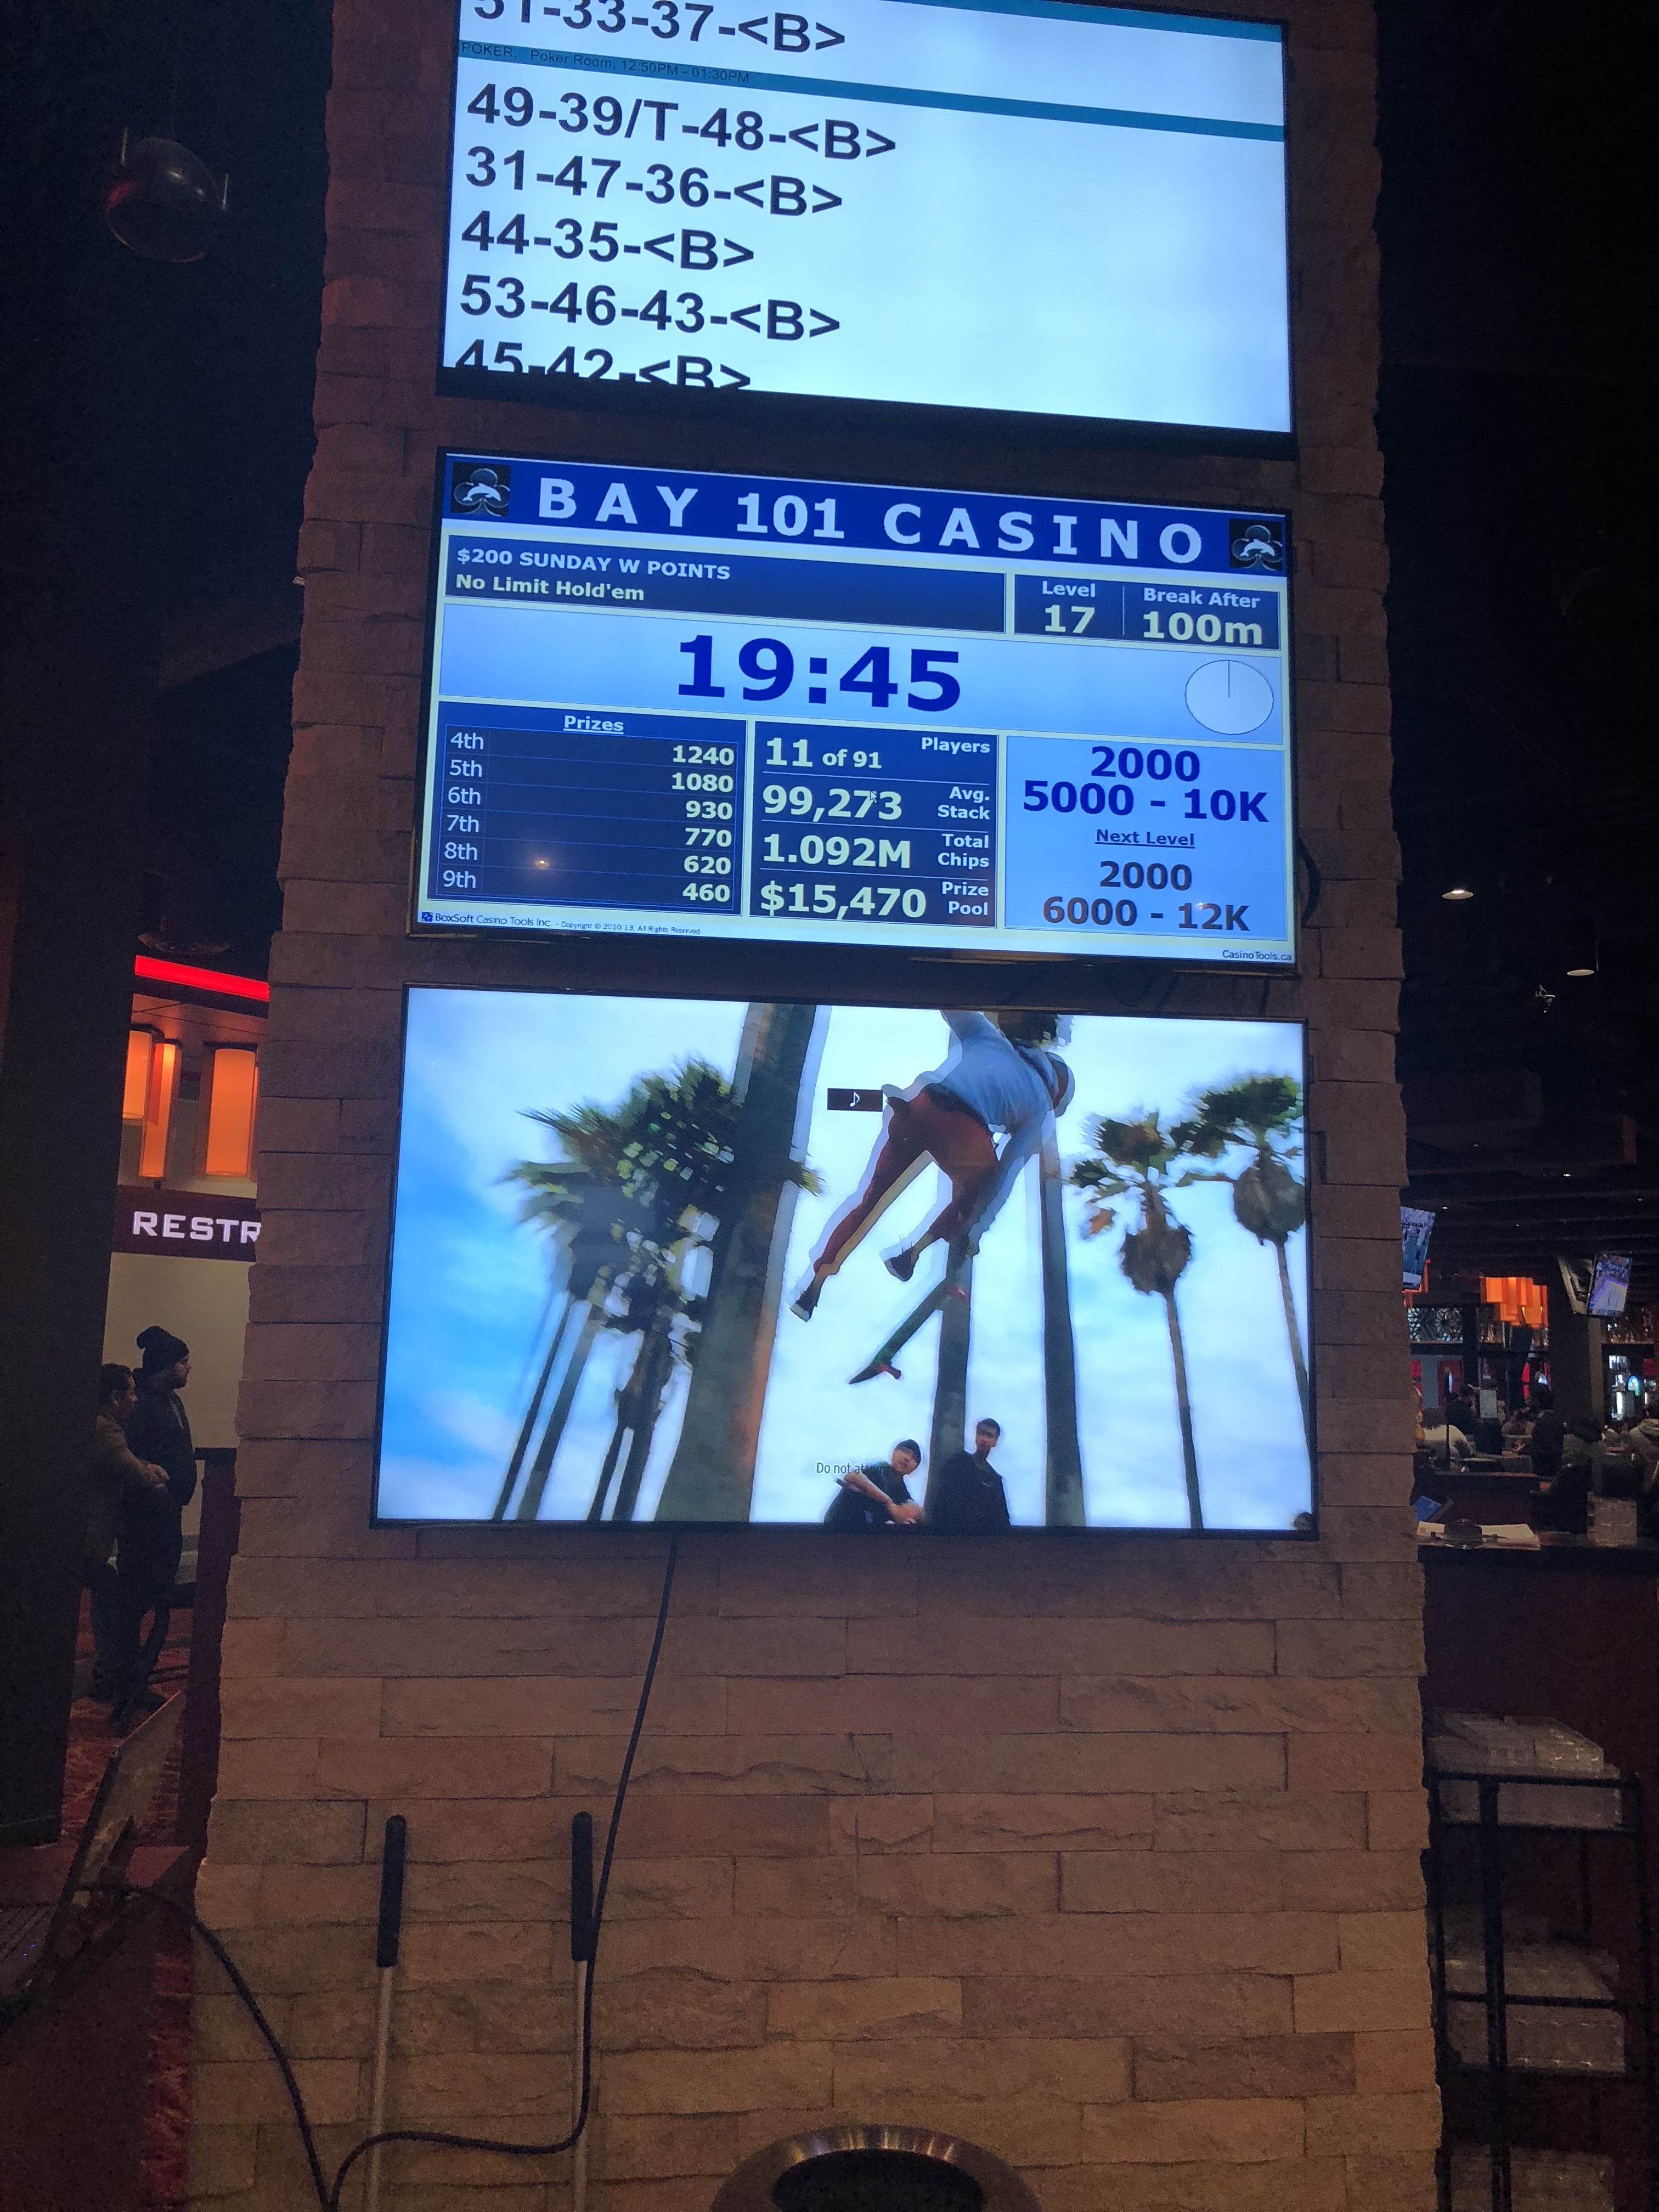 51-33-37-<B>
POKER, Poker Room, 12:50PM - 01:30PM
49-39/T-48-<B>
31-47-36-<B>
44-35-<B>
53-46-43-<B>
45-42-<B>
BAY 101 CASINO
$200 SUNDAY W POINTS
No Limit Hold'em
Level
17
Break After
100m
19:45
Prizes
4th 1240
5th 1080
6th 930
7th 770
8th 620
9th 460
11 of 91 Players
99,273 Avg. Stack
1.092M Total Chips
$15,470 Prize Pool
2000
5000 - 10K
Next Level
2000
6000 - 12K
BoxSoft Casino Tools Inc. - Copyright © 2010-13, All Rights Reserved
CasinoTools.ca
♪
Do not att
RESTR